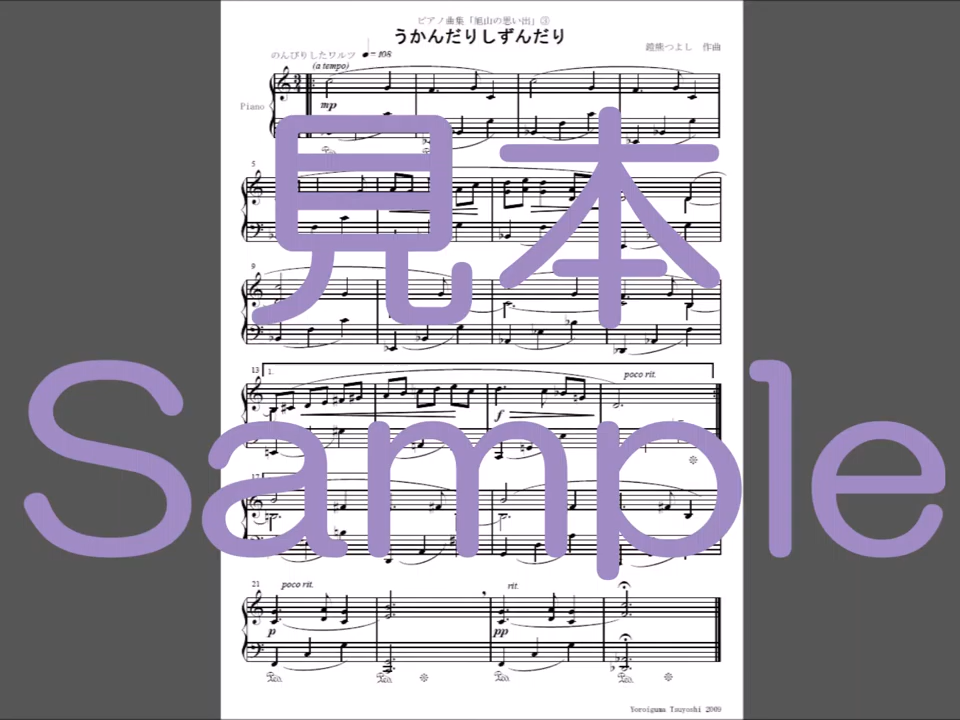 ピアノ曲集「旭山の思い出」③
うかんだりしずんだり
のんびりしたワルツ ♩=108
鎧熊つよし 作曲
(a tempo)
Piano
mp
見本
5
9
13
1.
poco rit.
f
Sample
17
21
poco rit.
rit.
p
pp
Yoroiguma Tsuyoshi 2009